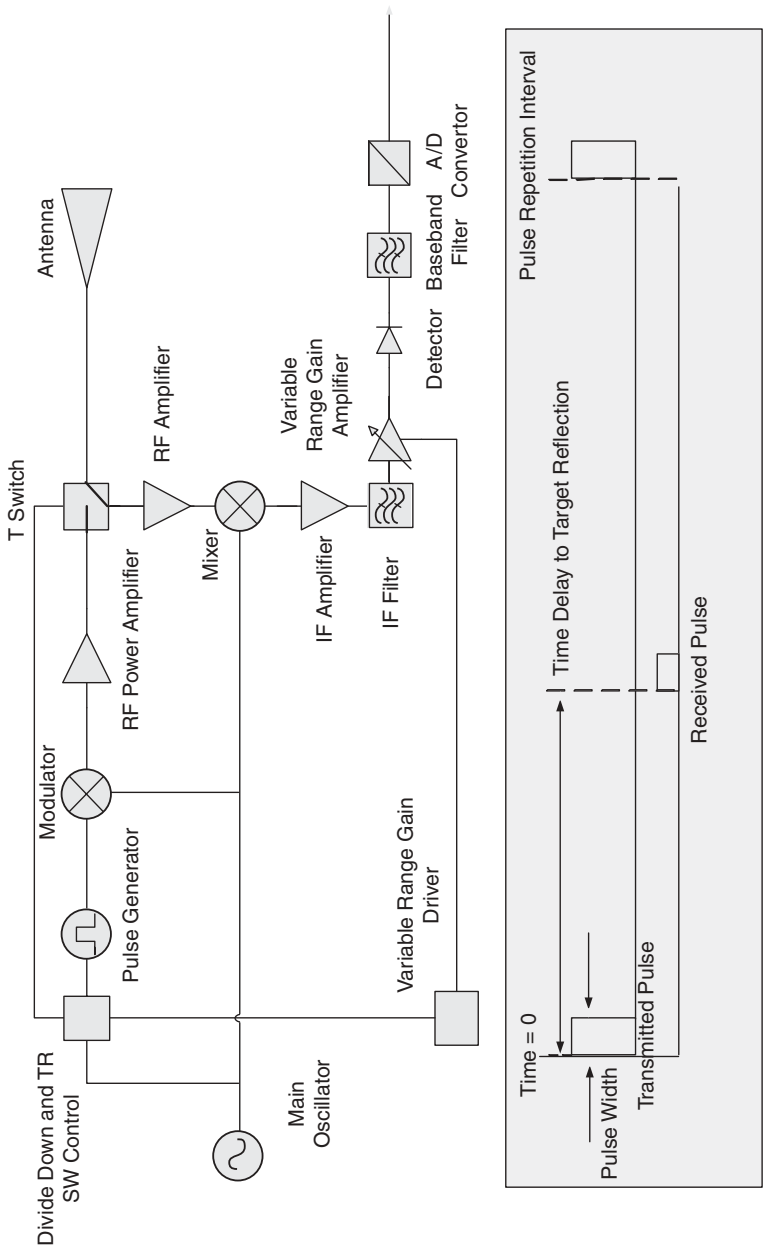 Divide Down and TR
SW Control
T Switch
Antenna
Modulator
Pulse Generator
RF Power Amplifier
RF Amplifier
Mixer
Main
Oscillator
IF Amplifier
IF Filter
Variable
Range Gain
Amplifier
Variable Range Gain
Driver
Detector
Baseband
Filter
A/D
Convertor
Time = 0
Pulse Repetition Interval
Time Delay to Target Reflection
Pulse Width
Transmitted Pulse
Received Pulse